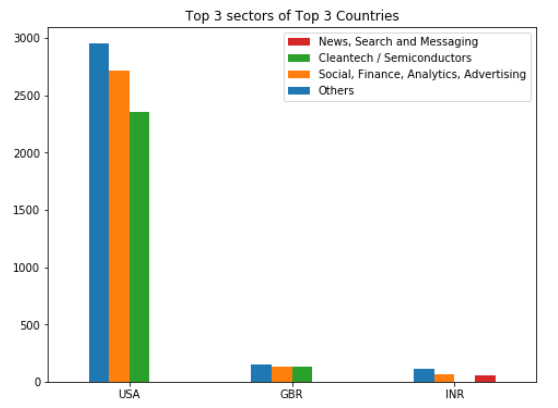 Top 3 sectors of Top 3 Countries
News, Search and Messaging
Cleantech / Semiconductors
Social, Finance, Analytics, Advertising
Others
3000
2500
2000
1500
1000
500
0
USA GBR INR